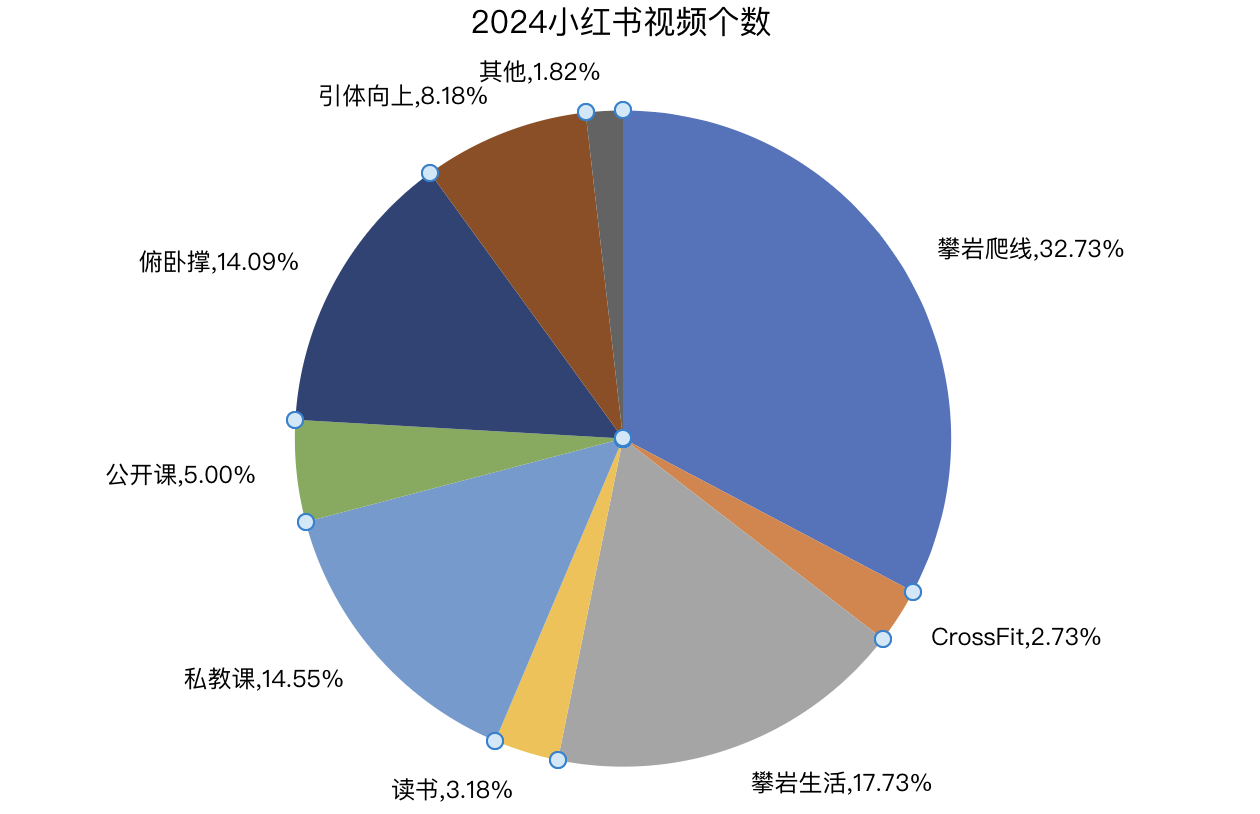 2024小红书视频个数
其他,1.82%
引体向上,8.18%
攀岩爬线,32.73%
俯卧撑,14.09%
公开课,5.00%
CrossFit,2.73%
私教课,14.55%
攀岩生活,17.73%
读书,3.18%